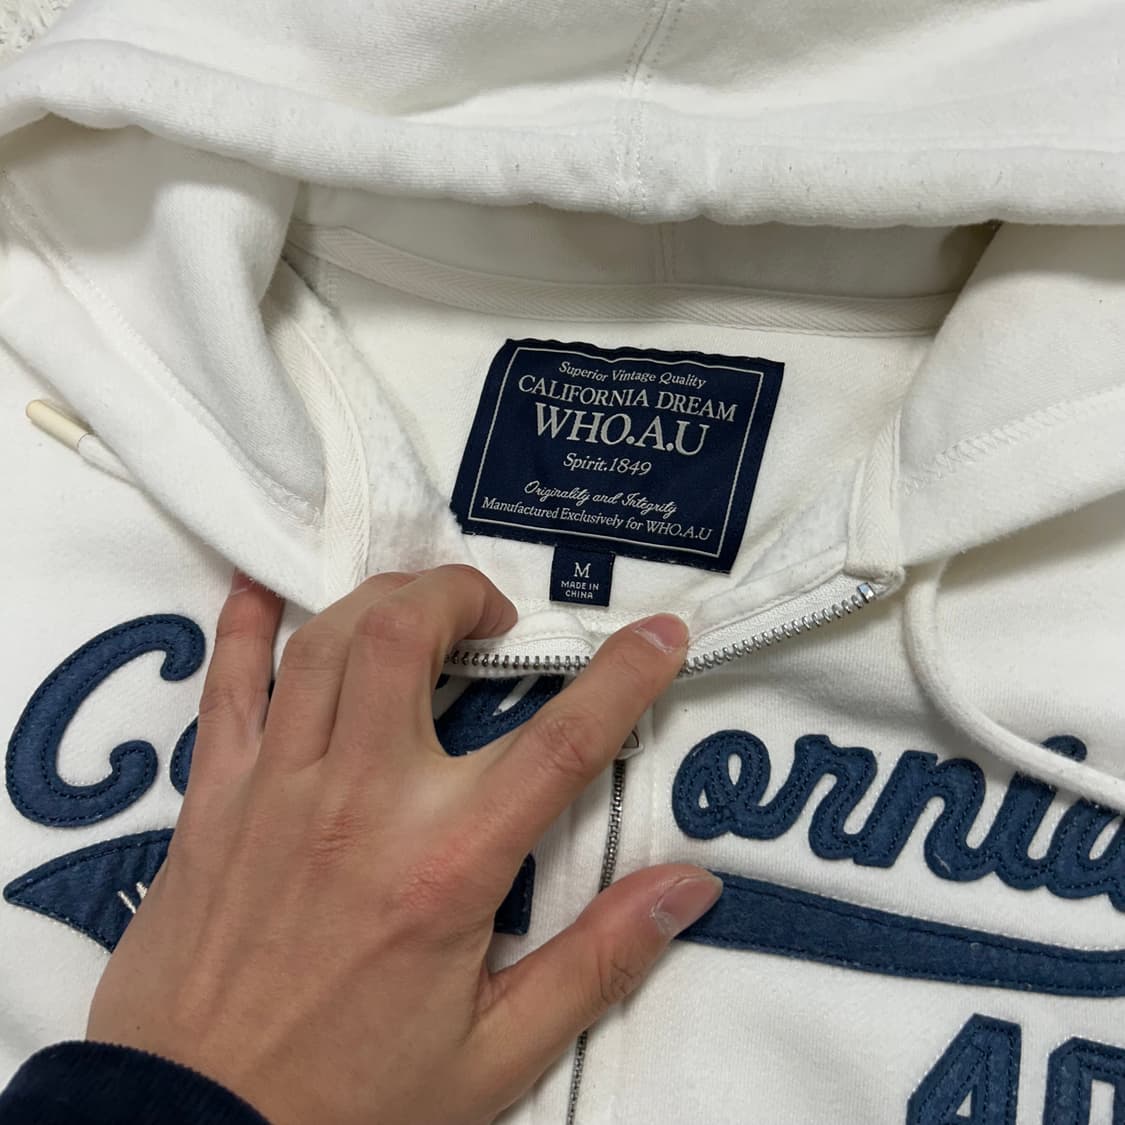 Superior Vintage Quality
CALIFORNIA DREAM
WHO.A.U
Spirit.1849
Originality and Integrity
Manufactured Exclusively for WHO.A.U
M
MADE IN
CHINA